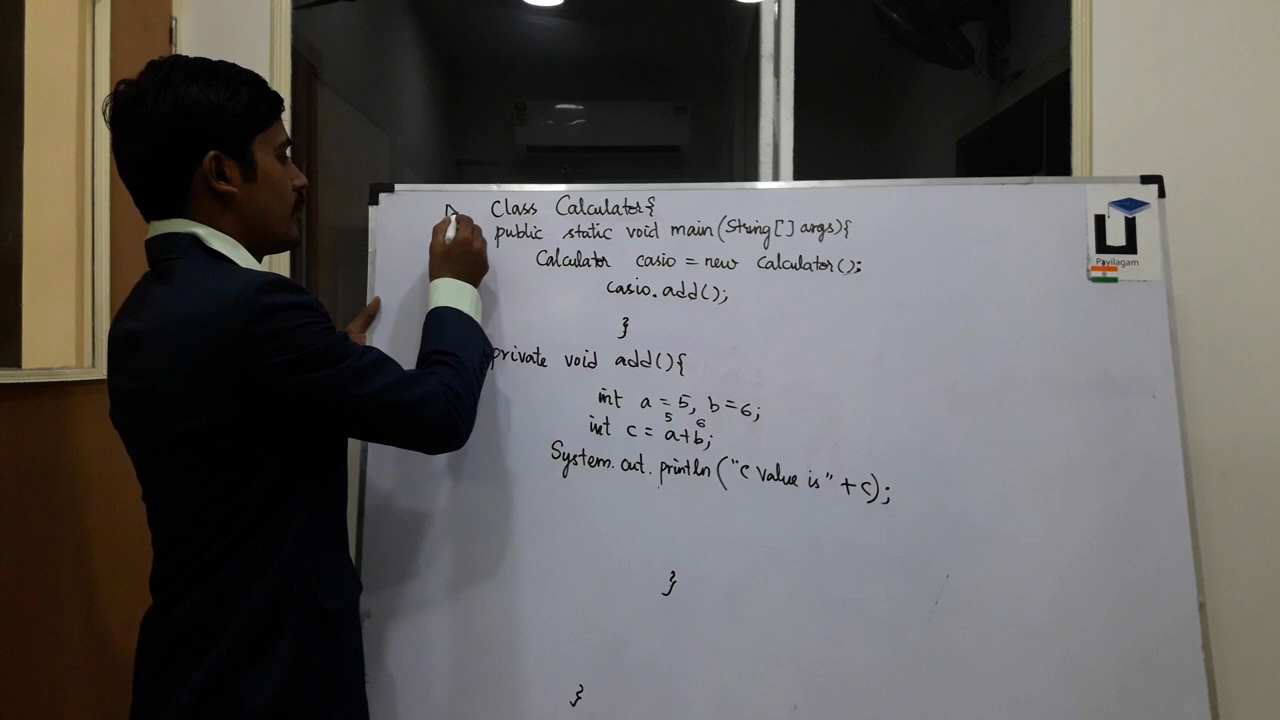 Class Calculator{
public static void main(String[] args){
Calculator casio = new Calculator();
casio.add();
}
private void add(){
int a = 5, b = 6;
5 6
int c = a+b;
System.out.println("c value is" + c);
}
}
Payilagam